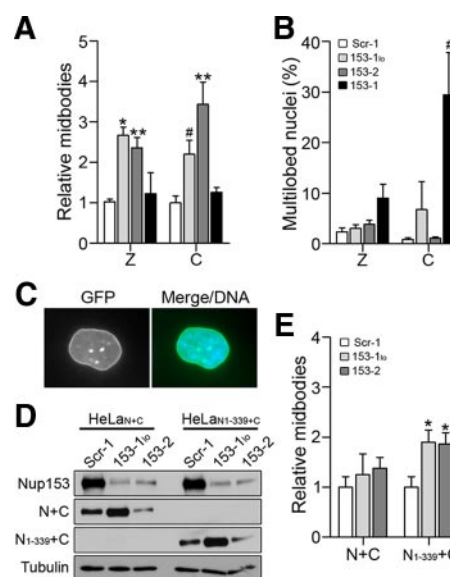 A
Relative midbodies
5
4
3
2
1
0
* ** # **
Z C
B
Scr-1
153-1lo
153-2
153-1
Multilobed nuclei (%)
40
30
20
10
0
#
Z C
C
GFP Merge/DNA
D
HeLaN+C HeLaN1-339+C
Scr-1 153-1lo 153-2 Scr-1 153-1lo 153-2
Nup153
N+C
N1-339+C
Tubulin
E
Scr-1
153-1lo
153-2
Relative midbodies
4
3
2
1
0
* *
N+C N1-339+C